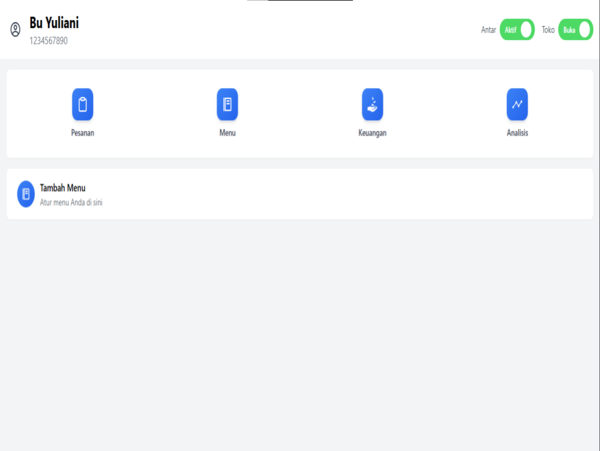 Bu Yuliani
1234567890
Antar Aktif Toko Buka
Pesanan Menu Keuangan Analisis
Tambah Menu
Atur menu Anda di sini